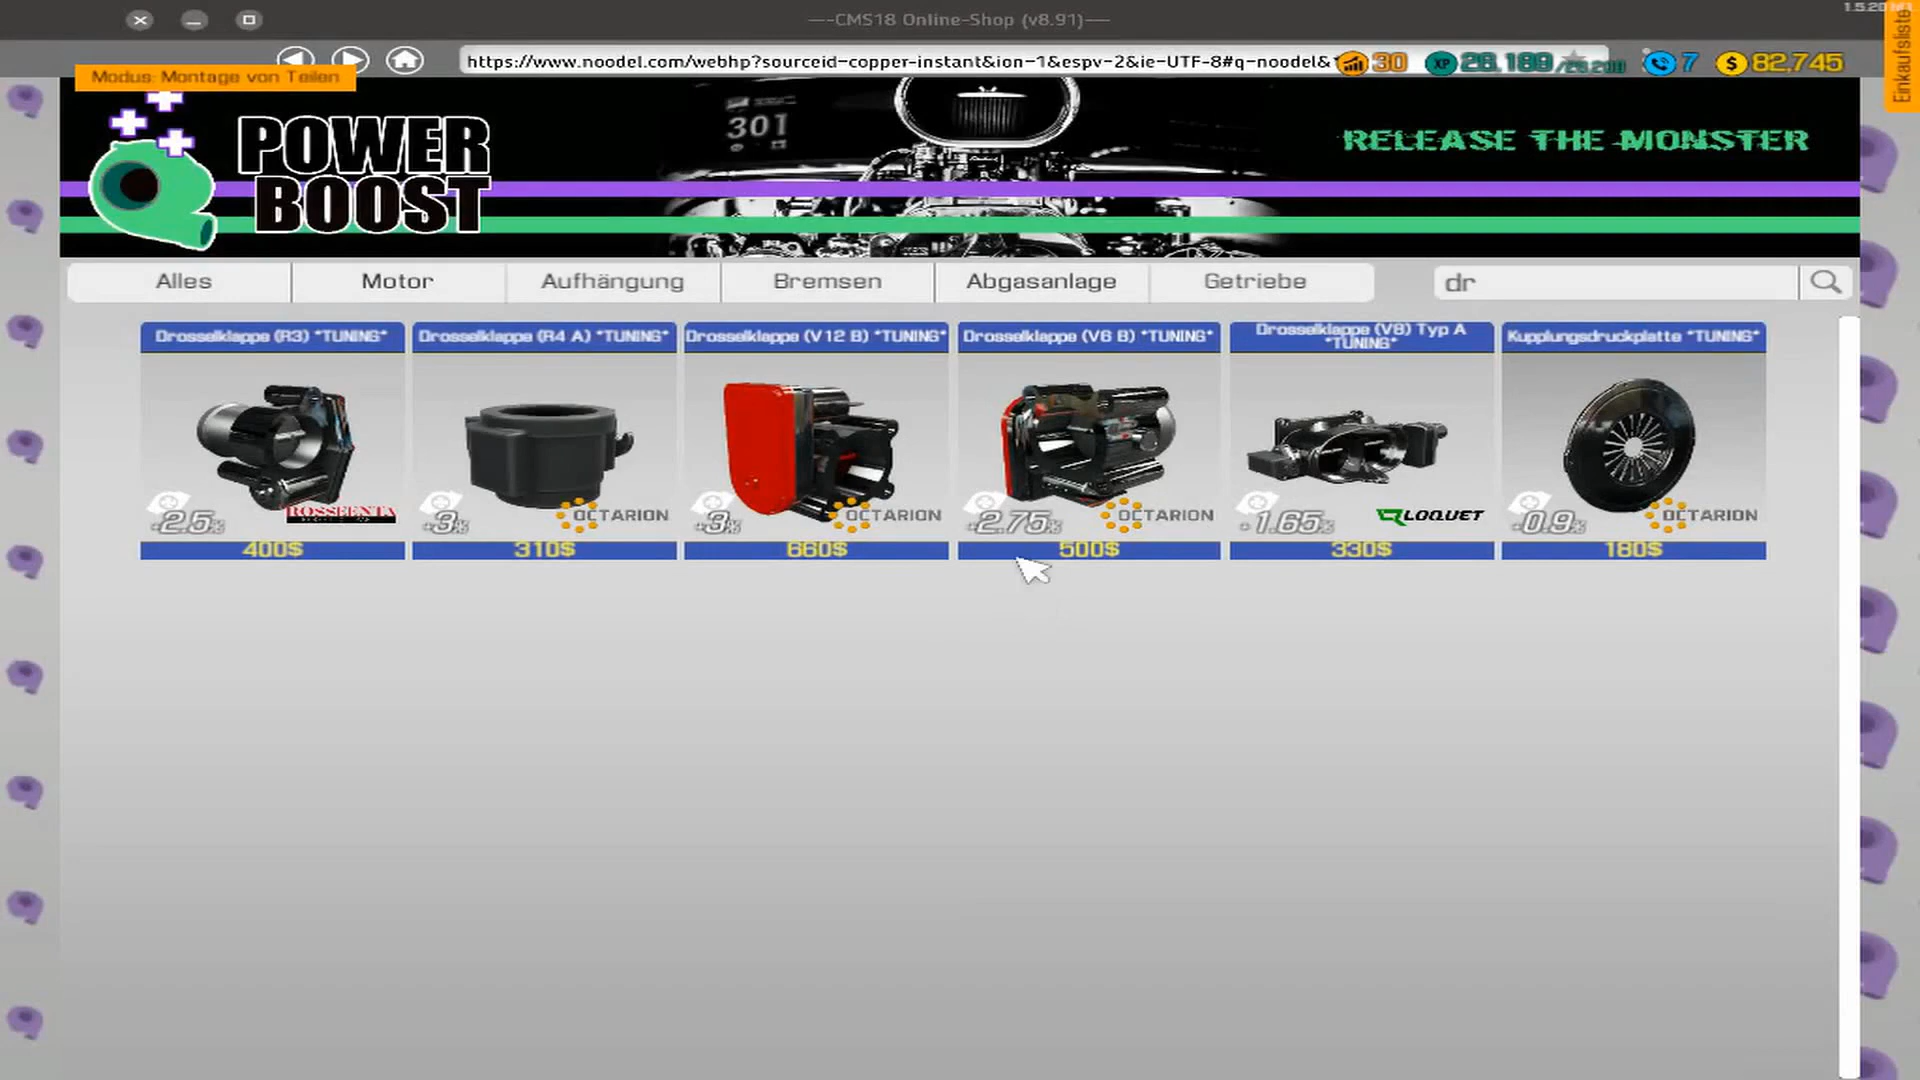 —-CMS18 Online-Shop (v8.91)—-
https://www.noodel.com/webhp?sourceid-copper-instant&ion-1&espv-2&ie-UTF-8#q-noodel&
30
XP 26,189
7
$ 82,745
Einkaufsliste
Modus: Montage von Teilen
POWER BOOST
301
RELEASE THE MONSTER
Alles
Motor
Aufhängung
Bremsen
Abgasanlage
Getriebe
dr
Drosselklappe (R3) *TUNING*
+2.5%
ROSSEENTA
400$
Drosselklappe (R4 A) *TUNING*
+3%
OCTARION
310$
Drosselklappe (V12 B) *TUNING*
+3%
OCTARION
660$
Drosselklappe (V6 B) *TUNING*
+2.75%
OCTARION
500$
Drosselklappe (V8) Typ A
*TUNING*
+1.65%
LOQUET
330$
Kupplungsdruckplatte *TUNING*
+0.9%
OCTARION
180$